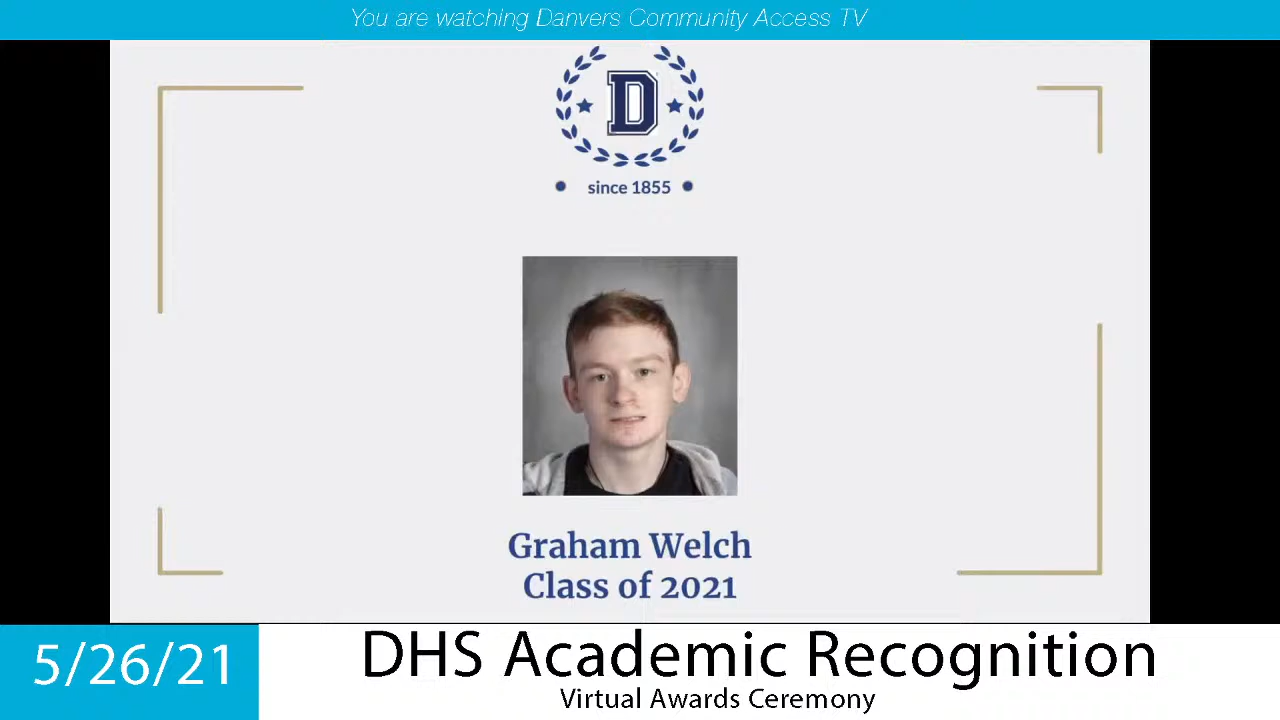 You are watching Danvers Community Access TV
D
since 1855
Graham Welch
Class of 2021
5/26/21
DHS Academic Recognition
Virtual Awards Ceremony